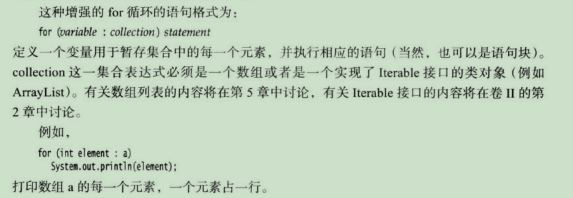 这种增强的 for 循环的语句格式为:
for (variable : collection) statement
定义一个变量用于暂存集合中的每一个元素,并执行相应的语句(当然,也可以是语句块)。
collection 这一集合表达式必须是一个数组或者是一个实现了 Iterable 接口的类对象(例如
ArrayList)。有关数组列表的内容将在第 5 章中讨论,有关 Iterable 接口的内容将在卷 II 的第
2 章中讨论。
例如,
for (int element : a)
System.out.println(element);
打印数组 a 的每一个元素,一个元素占一行。